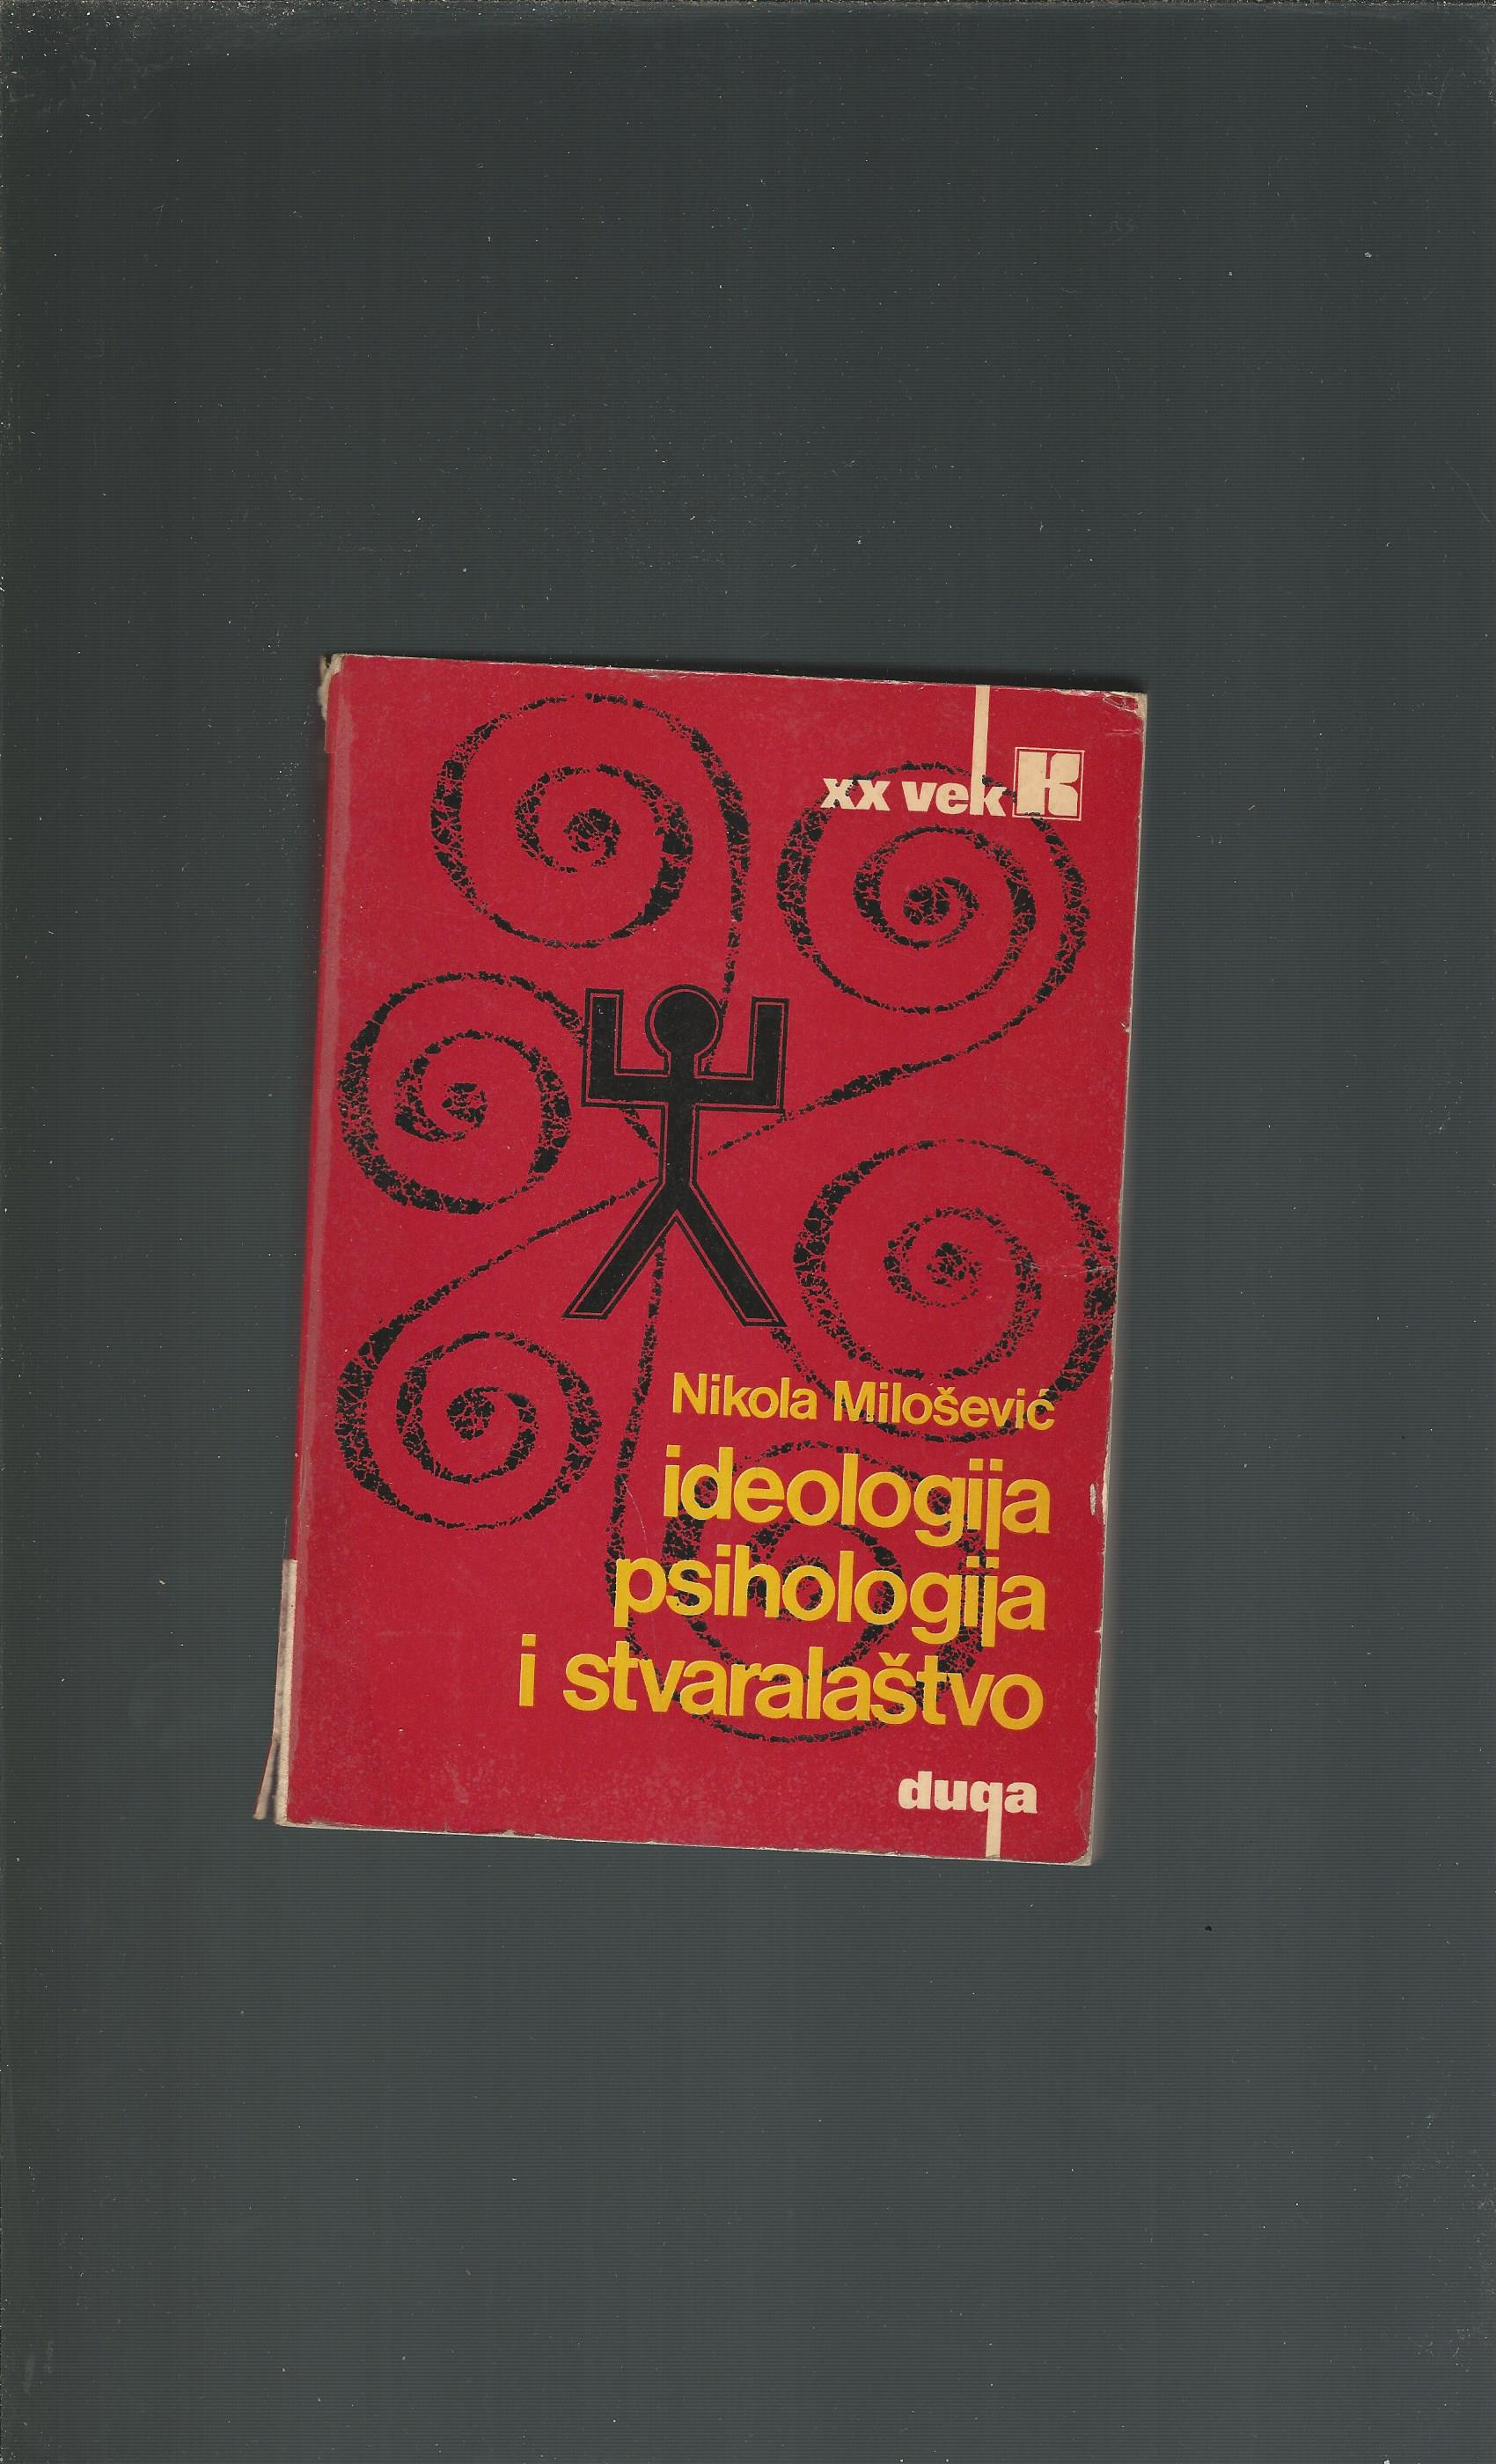 xx vek K
Nikola Milošević
ideologija
psihologija
i stvaralaštvo
duga